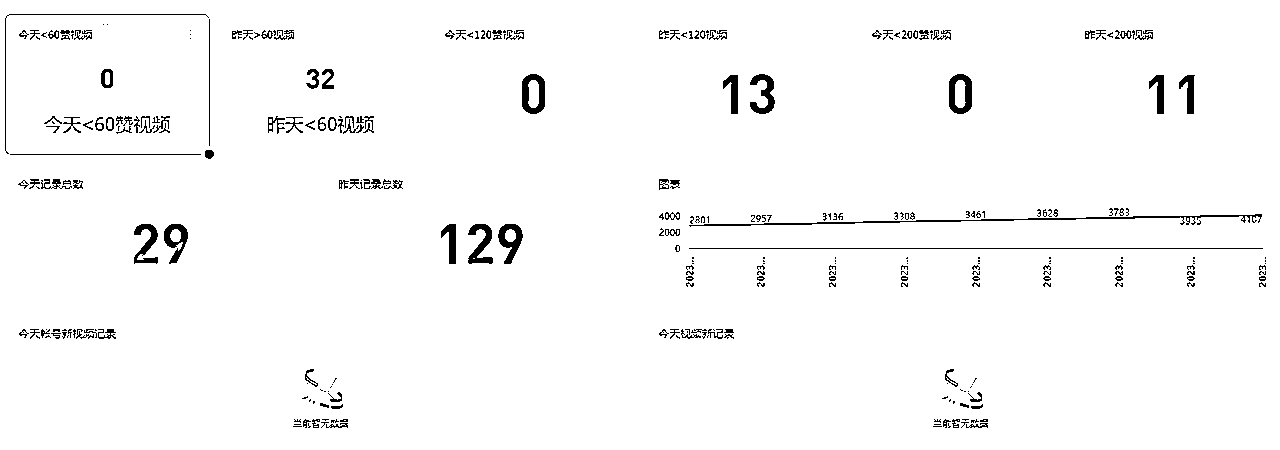 今天<60赞视频
0
今天<60赞视频
昨天>60视频
32
昨天<60视频
今天<120赞视频
0
昨天<120视频
13
今天<200赞视频
0
昨天<200视频
11
今天记录总数
29
昨天记录总数
129
图表
4000
2000
0
2801
2957
3136
3308
3461
3628
3783
3935
4107
2023...
2023...
2023...
2023...
2023...
2023...
2023...
2023...
2023...
今天帐号新视频记录
当前暂无数据
今天视频新记录
当前暂无数据